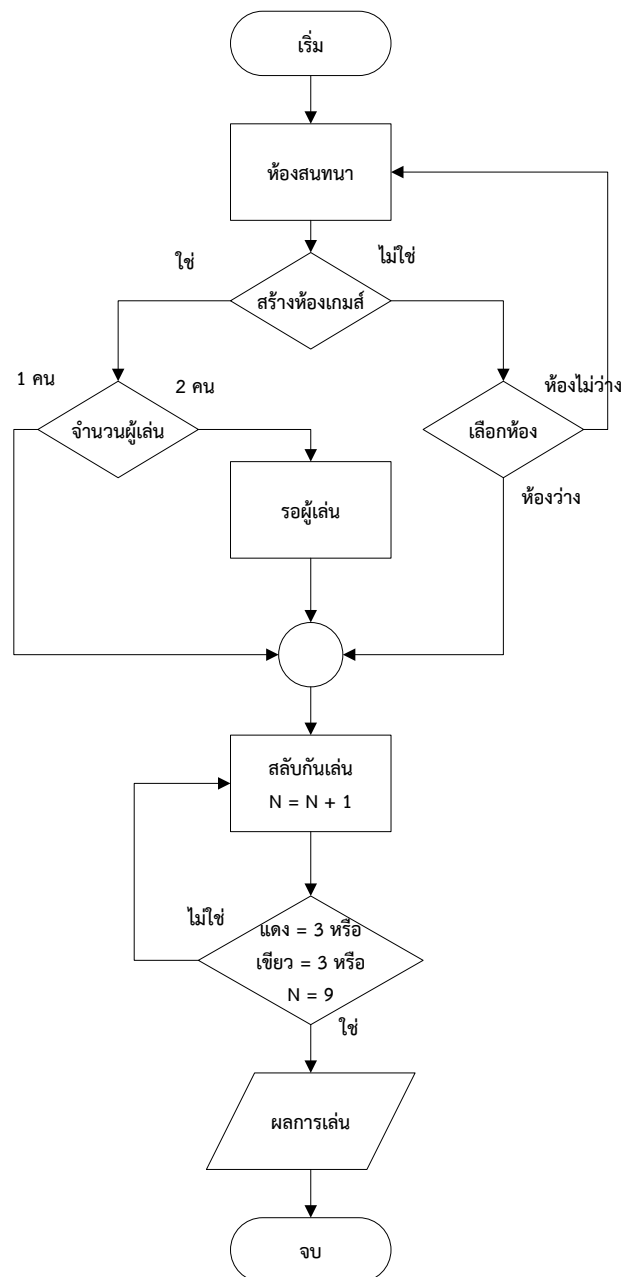 เริ่ม
ห้องสนทนา
ใช่
ไม่ใช่
สร้างห้องเกมส์
1 คน
2 คน
ห้องไม่ว่าง
จำนวนผู้เล่น
เลือกห้อง
ห้องว่าง
รอผู้เล่น
สลับกันเล่น
N = N + 1
ไม่ใช่
แดง = 3 หรือ
เขียว = 3 หรือ
N = 9
ใช่
ผลการเล่น
จบ